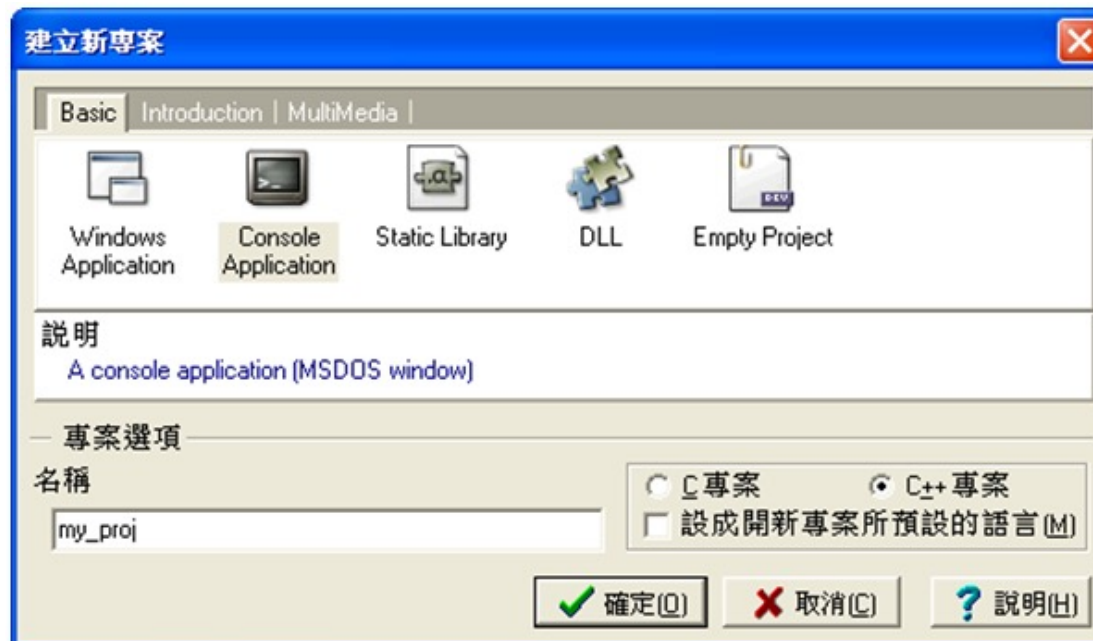 建立新專案
Basic Introduction MultiMedia
Windows Application
Console Application
Static Library
DLL
Empty Project
說明
A console application (MSDOS window)
專案選項
名稱
my_proj
C專案
C++專案
設成開新專案所預設的語言(M)
確定(O)
取消(C)
說明(H)